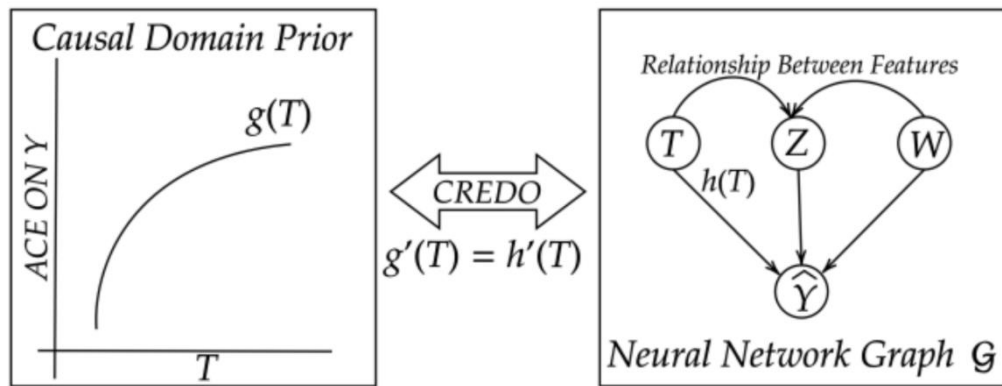 Causal Domain Prior
g(T)
ACE ON Y
T
CREDO
g′(T) = h′(T)
Relationship Between Features
T Z W
h(T)
Ŷ
Neural Network Graph 𝒢